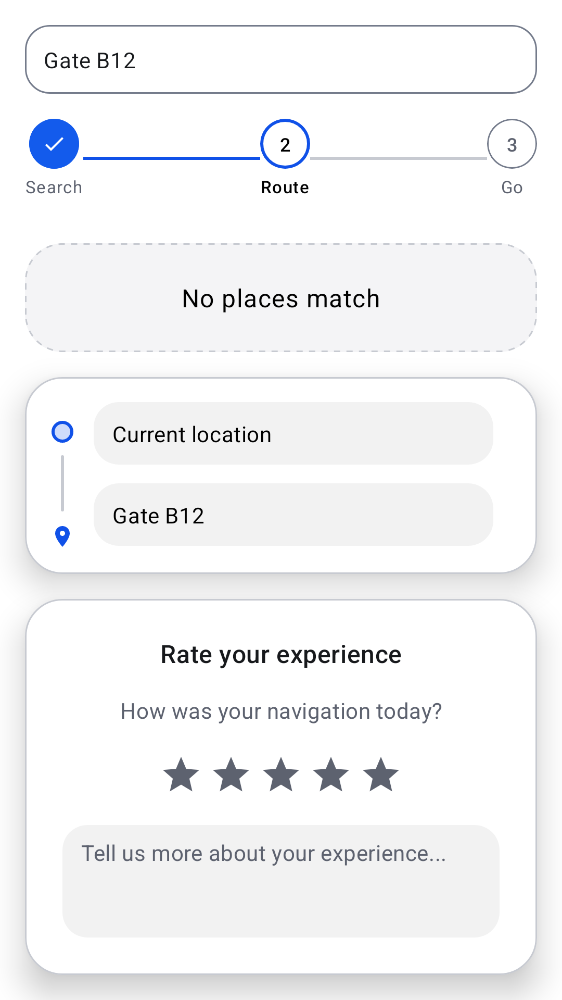 Gate B12
2
3
Search
Route
Go
No places match
Current location
Gate B12
Rate your experience
How was your navigation today?
Tell us more about your experience...